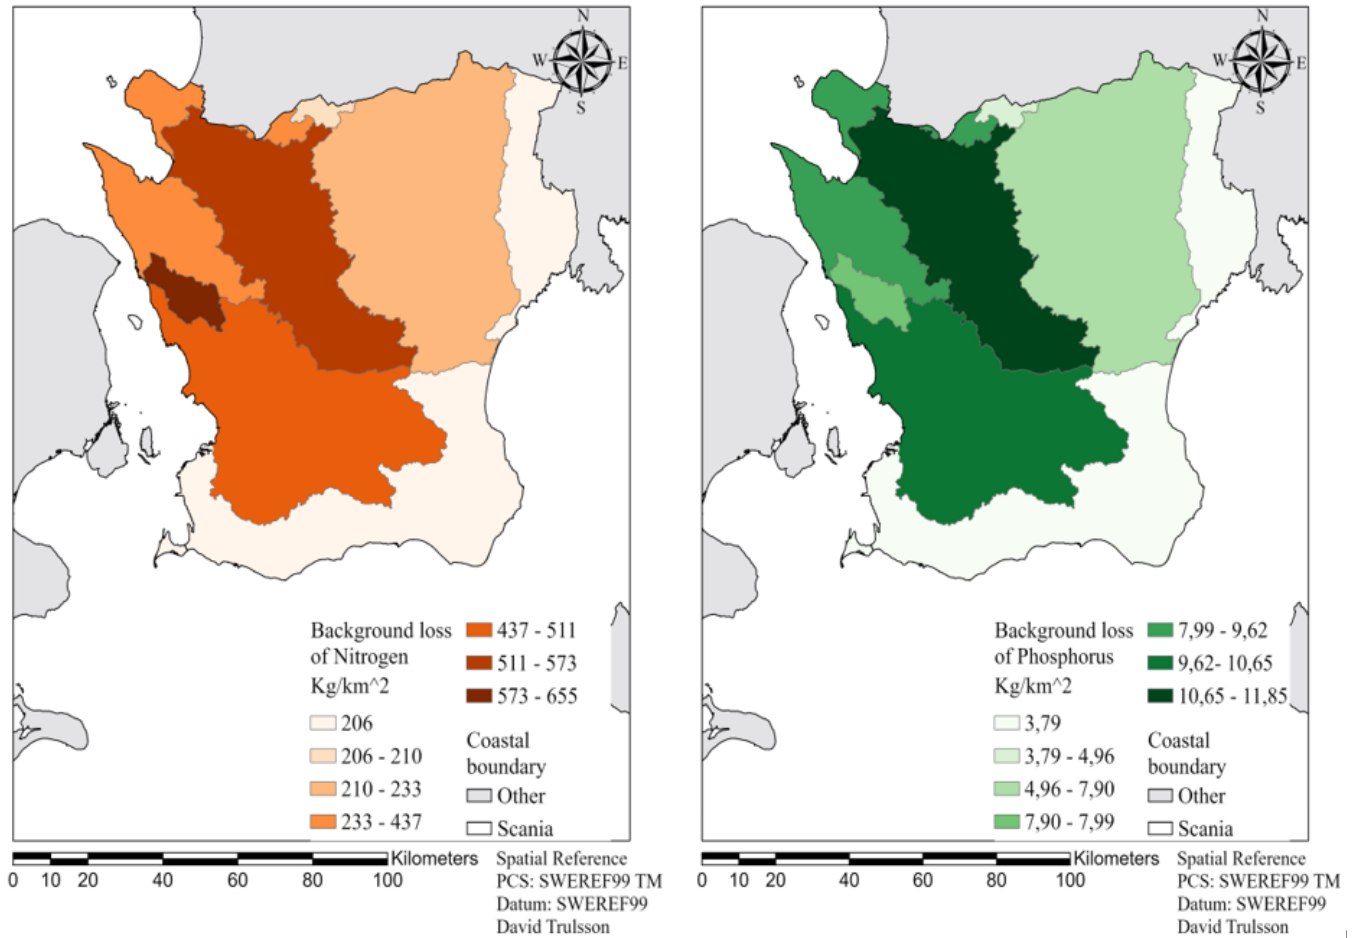 N
W E
S
Background loss
of Nitrogen
Kg/km^2
206
206 - 210
210 - 233
233 - 437
437 - 511
511 - 573
573 - 655
Coastal
boundary
Other
Scania
Kilometers
0 10 20 40 60 80 100
Spatial Reference
PCS: SWEREF99 TM
Datum: SWEREF99
David Trulsson
N
W E
S
Background loss
of Phosphorus
Kg/km^2
3,79
3,79 - 4,96
4,96 - 7,90
7,90 - 7,99
7,99 - 9,62
9,62- 10,65
10,65 - 11,85
Coastal
boundary
Other
Scania
Kilometers
0 10 20 40 60 80 100
Spatial Reference
PCS: SWEREF99 TM
Datum: SWEREF99
David Trulsson